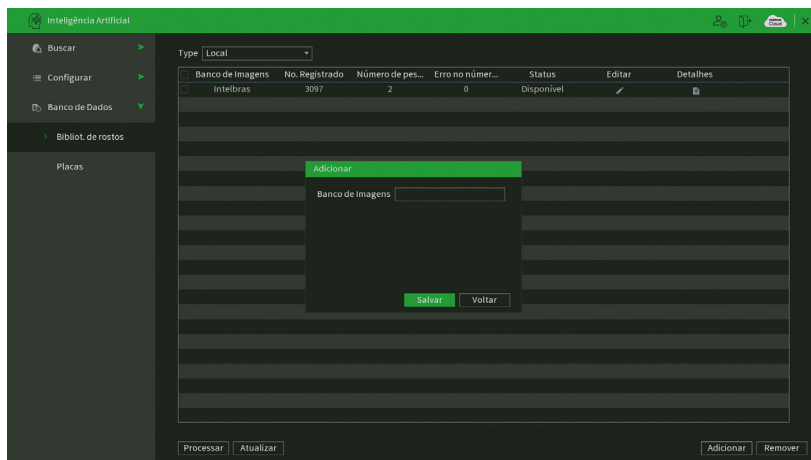 Inteligência Artificial
Buscar
Configurar
Banco de Dados
Bibliot. de rostos
Placas
Type Local
Banco de Imagens No. Registrado Número de pes... Erro no númer... Status Editar Detalhes
Intelbras 3097 2 0 Disponível
Adicionar
Banco de Imagens
Salvar Voltar
Processar Atualizar Adicionar Remover